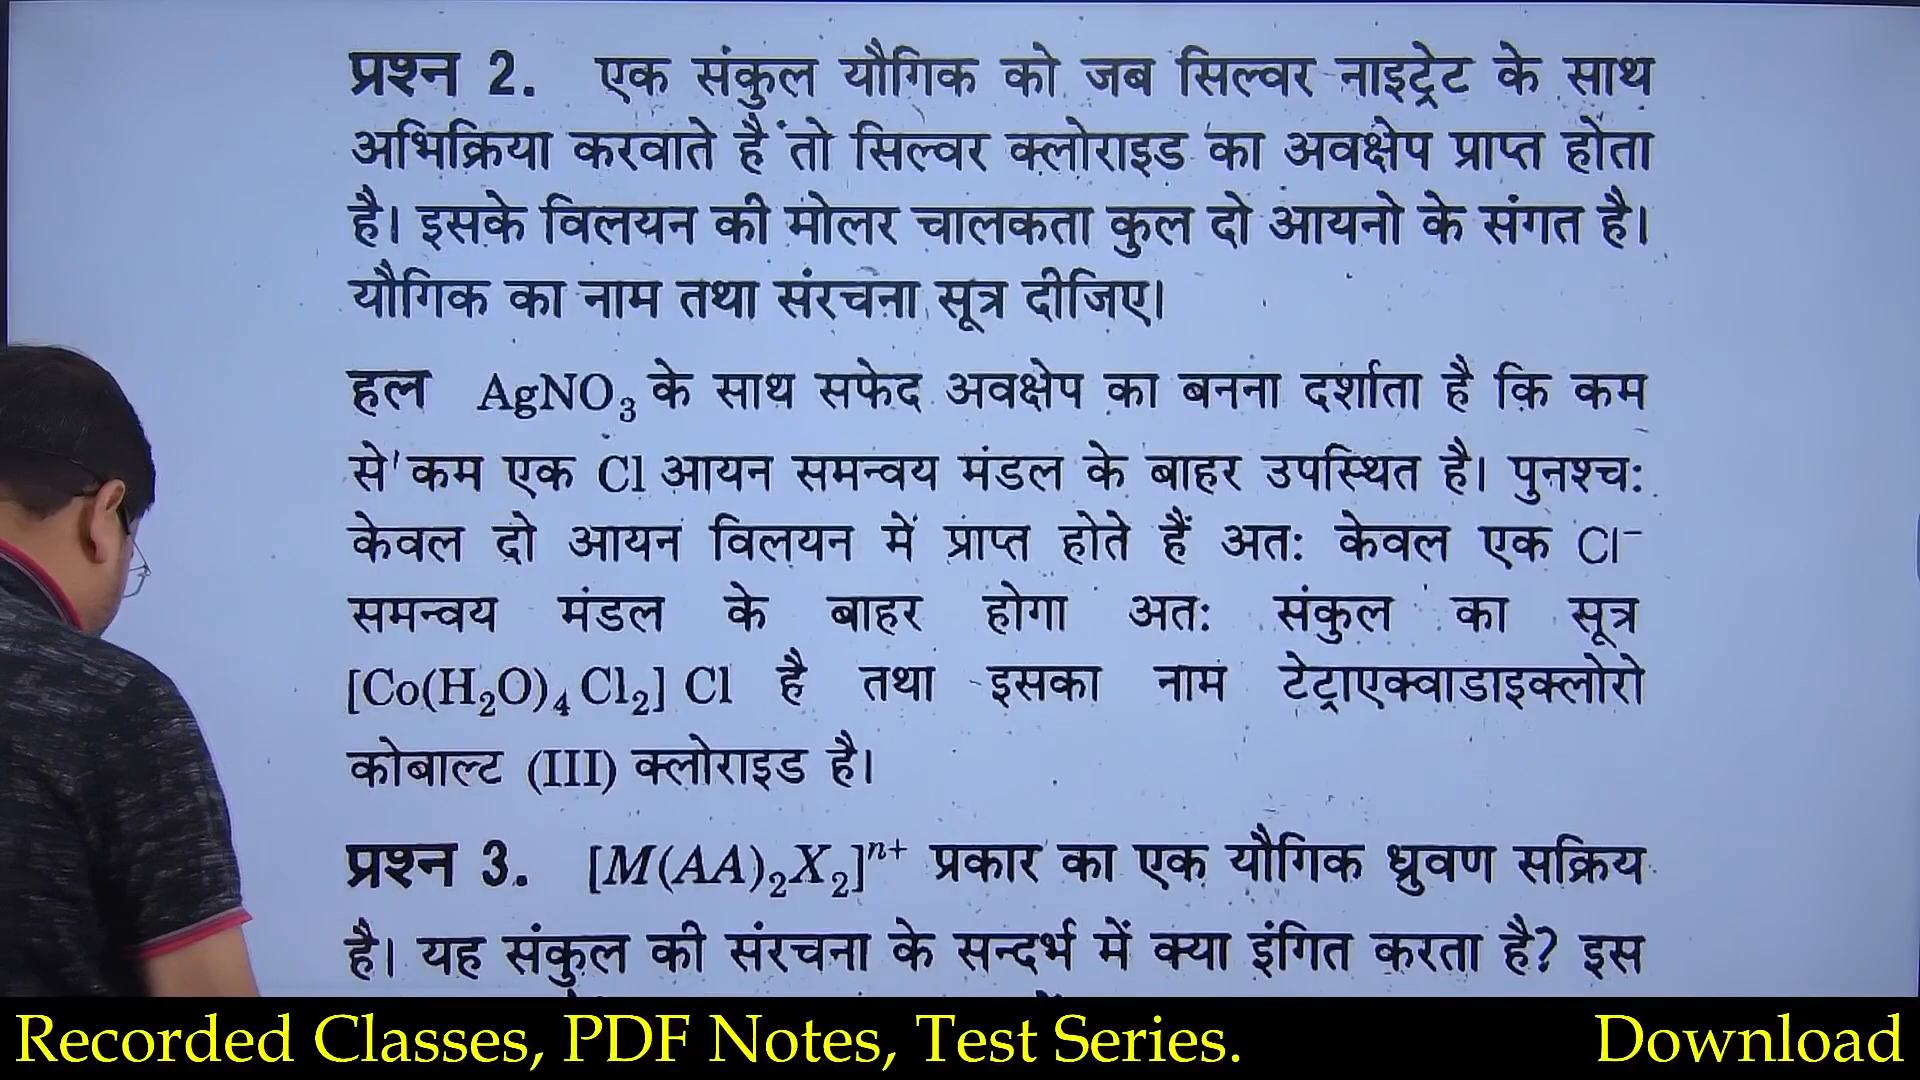 प्रश्न 2. एक संकुल यौगिक को जब सिल्वर नाइट्रेट के साथ
अभिक्रिया करवाते हैं तो सिल्वर क्लोराइड का अवक्षेप प्राप्त होता
है। इसके विलयन की मोलर चालकता कुल दो आयनो के संगत है।
यौगिक का नाम तथा संरचना सूत्र दीजिए।
हल AgNO₃ के साथ सफेद अवक्षेप का बनना दर्शाता है कि कम
से कम एक Cl आयन समन्वय मंडल के बाहर उपस्थित है। पुनश्च:
केवल दो आयन विलयन में प्राप्त होते हैं अत: केवल एक Cl⁻
समन्वय मंडल के बाहर होगा अत: संकुल का सूत्र
[Co(H₂O)₄Cl₂] Cl है तथा इसका नाम टेट्राएक्वाडाइक्लोरो
कोबाल्ट (III) क्लोराइड है।
प्रश्न 3. [M(AA)₂X₂]ⁿ⁺ प्रकार का एक यौगिक ध्रुवण सक्रिय
है। यह संकुल की संरचना के सन्दर्भ में क्या इंगित करता है? इस
Recorded Classes, PDF Notes, Test Series. Download